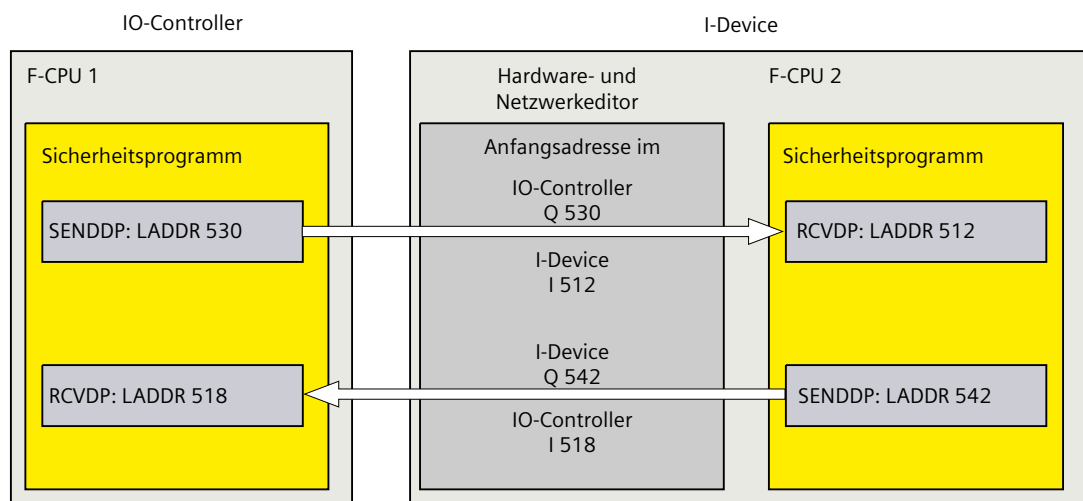 IO-Controller
I-Device
F-CPU 1
Hardware- und
Netzwerkeditor
F-CPU 2
Sicherheitsprogramm
Anfangsadresse im
Sicherheitsprogramm
IO-Controller
Q 530
SENDDP: LADDR 530
RCVDP: LADDR 512
I-Device
I 512
I-Device
Q 542
RCVDP: LADDR 518
SENDDP: LADDR 542
IO-Controller
I 518